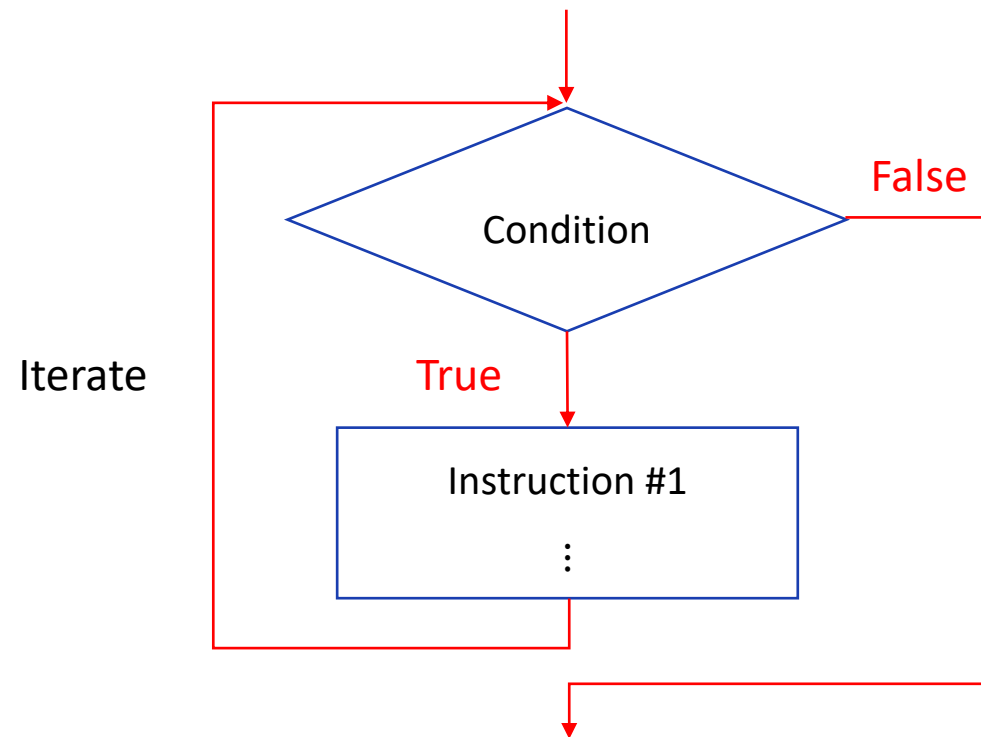 False
Condition
Iterate
True
Instruction #1
⋮